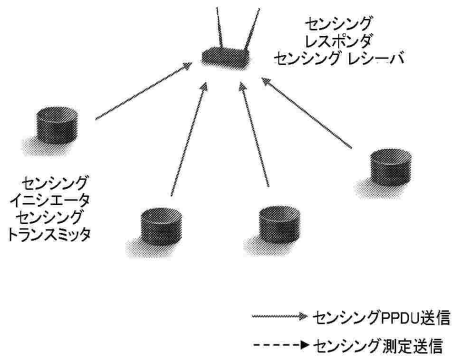 センシング
レスポンダ
センシング レシーバ
センシング
イニシエータ
センシング
トランスミッタ
センシングPPDU送信
センシング測定送信